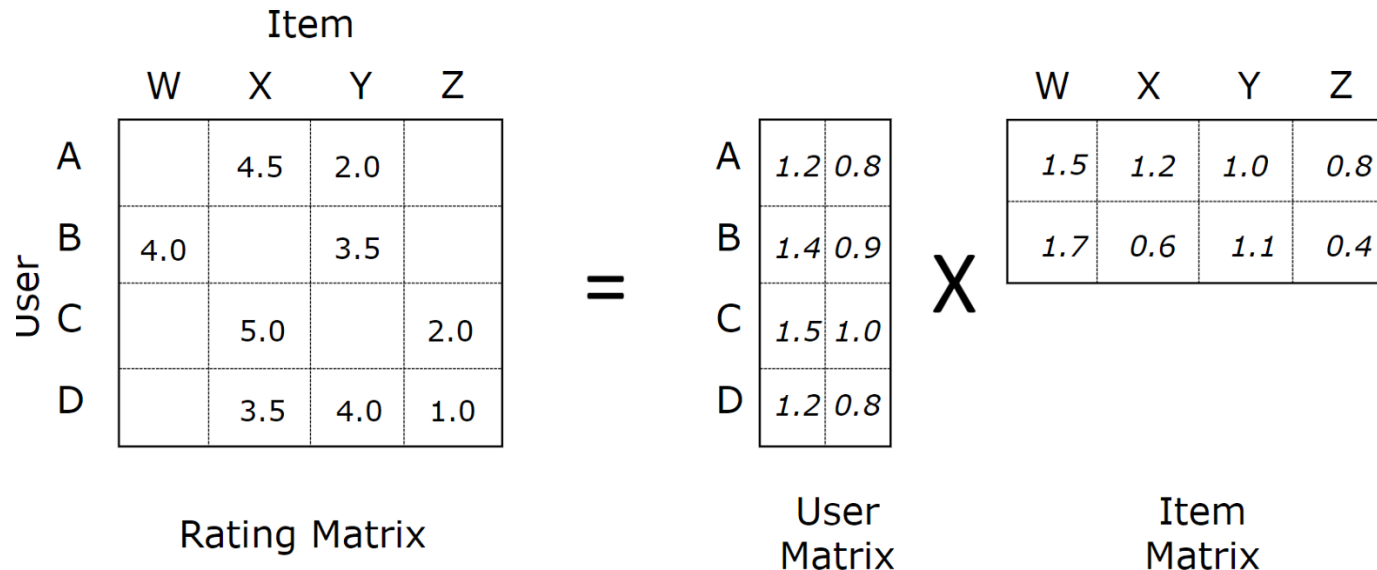 Item
W X Y Z
A 4.5 2.0
B 4.0 3.5
C 5.0 2.0
D 3.5 4.0 1.0
User
Rating Matrix
=
A 1.2 0.8
B 1.4 0.9
C 1.5 1.0
D 1.2 0.8
User
Matrix
X
W X Y Z
1.5 1.2 1.0 0.8
1.7 0.6 1.1 0.4
Item
Matrix